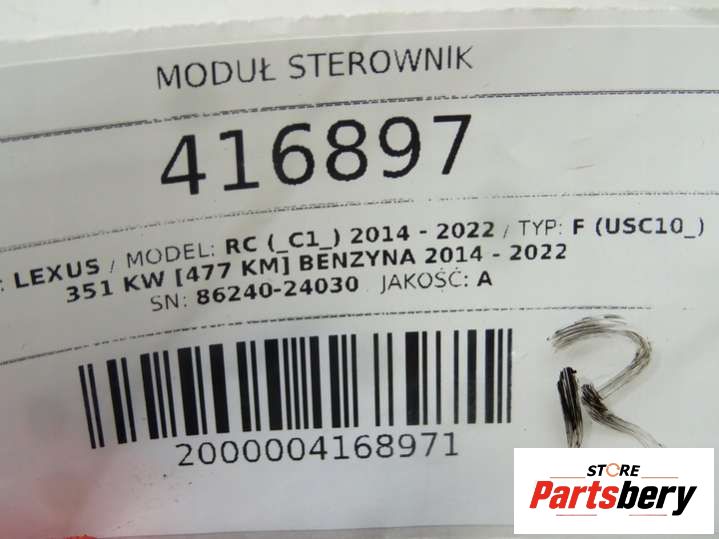 MODUŁ STEROWNIK
416897
: LEXUS / MODEL: RC (_C1_) 2014 - 2022 / TYP: F (USC10_)
351 KW [477 KM] BENZYNA 2014 - 2022
SN: 86240-24030 JAKOŚĆ: A
2000004168971
R
STORE
Partsbery